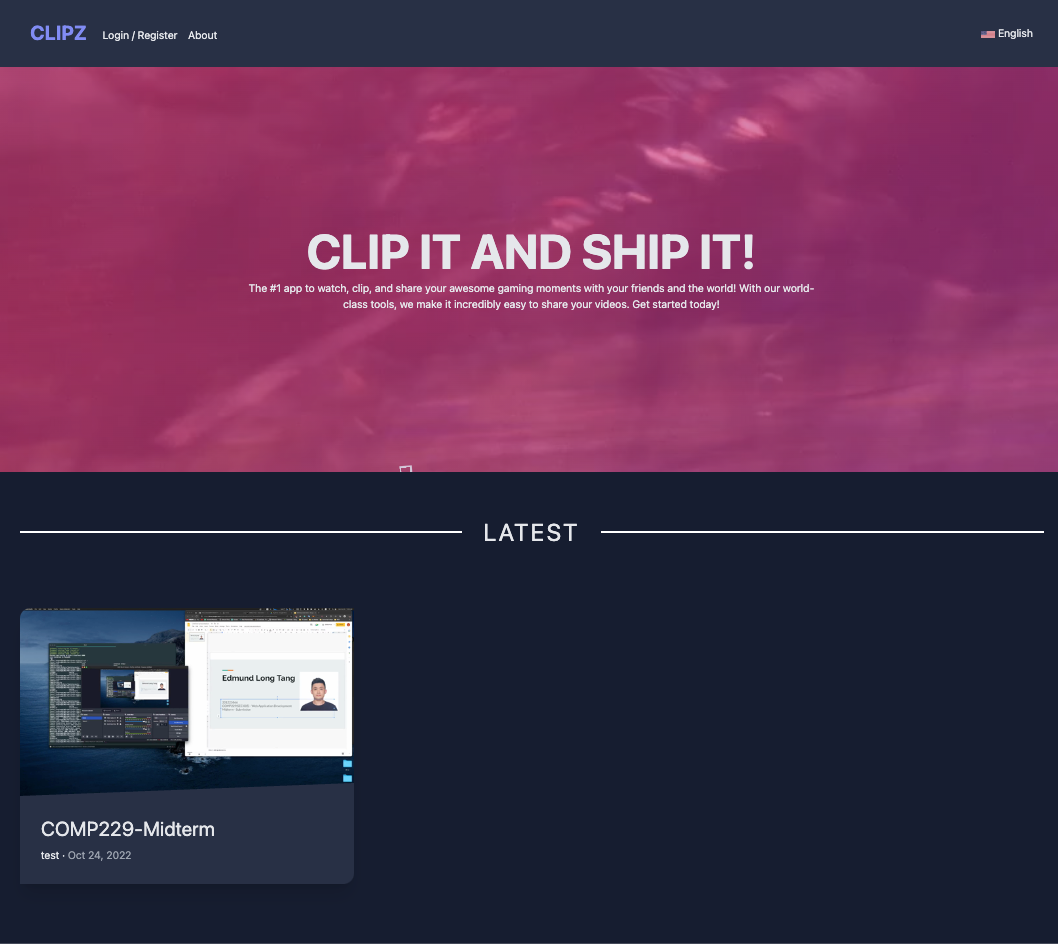 CLIPZ Login / Register About English
CLIP IT AND SHIP IT!
The #1 app to watch, clip, and share your awesome gaming moments with your friends and the world! With our world-
class tools, we make it incredibly easy to share your videos. Get started today!
LATEST
Edmund Long Tang
COMP229-Midterm
test · Oct 24, 2022